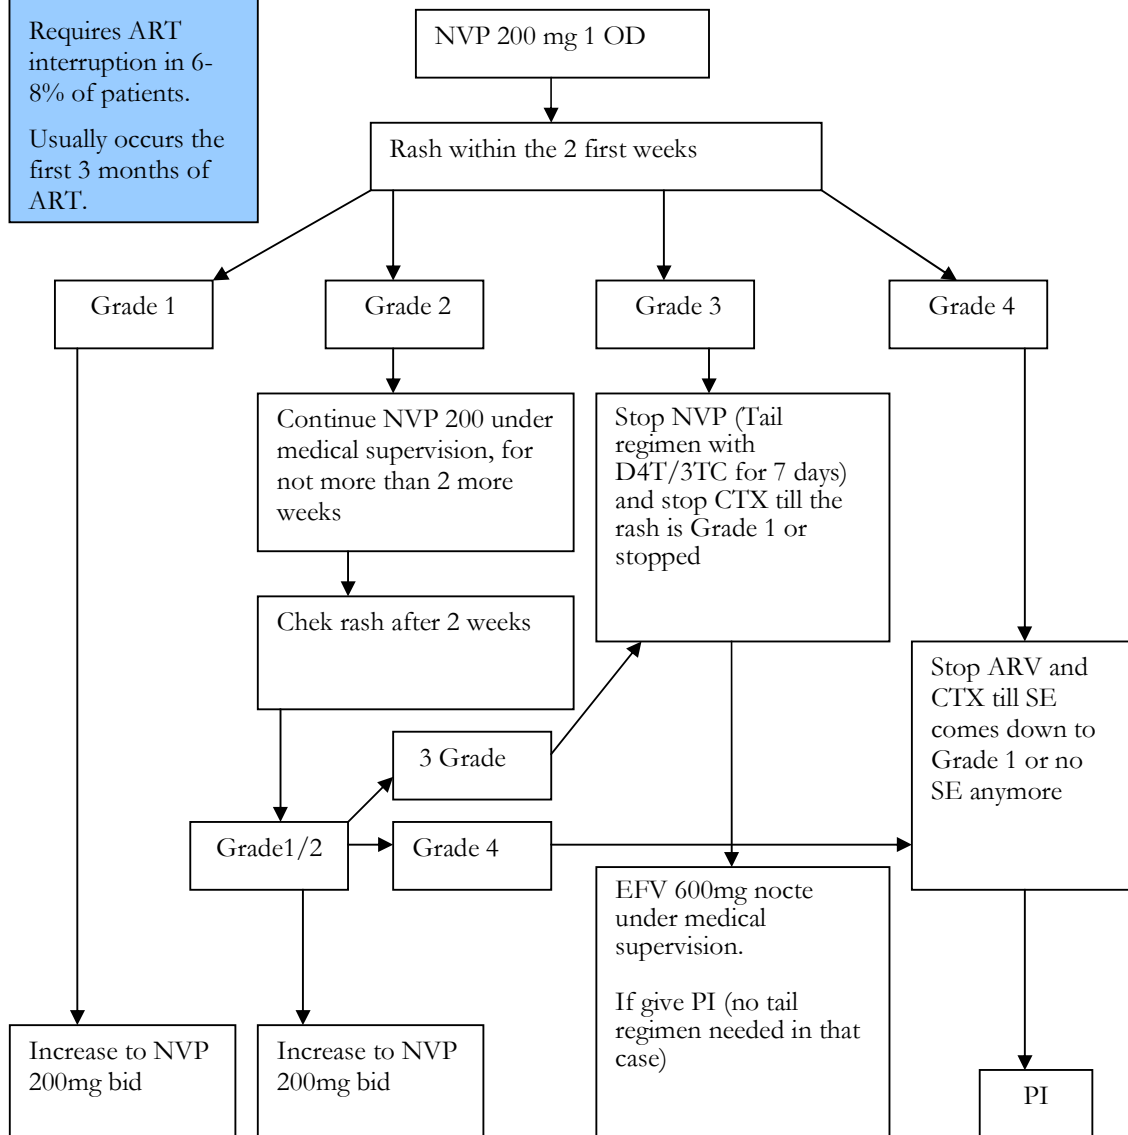 Requires ART
interruption in 6-
8% of patients.
Usually occurs the
first 3 months of
ART.
NVP 200 mg 1 OD
Rash within the 2 first weeks
Grade 1
Grade 2
Grade 3
Grade 4
Continue NVP 200 under
medical supervision, for
not more than 2 more
weeks
Stop NVP (Tail
regimen with
D4T/3TC for 7 days)
and stop CTX till the
rash is Grade 1 or
stopped
Chek rash after 2 weeks
Stop ARV and
CTX till SE
comes down to
Grade 1 or no
SE anymore
3 Grade
Grade1/2
Grade 4
EFV 600mg nocte
under medical
supervision.
If give PI (no tail
regimen needed in that
case)
Increase to NVP
200mg bid
Increase to NVP
200mg bid
PI